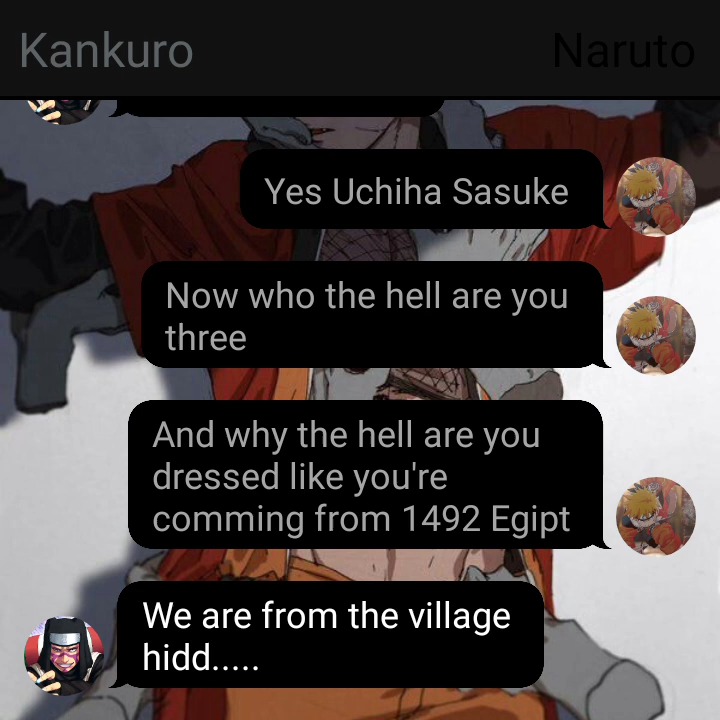 Kankuro
Naruto
Yes Uchiha Sasuke
Now who the hell are you
three
And why the hell are you
dressed like you're
comming from 1492 Egipt
We are from the village
hidd.....